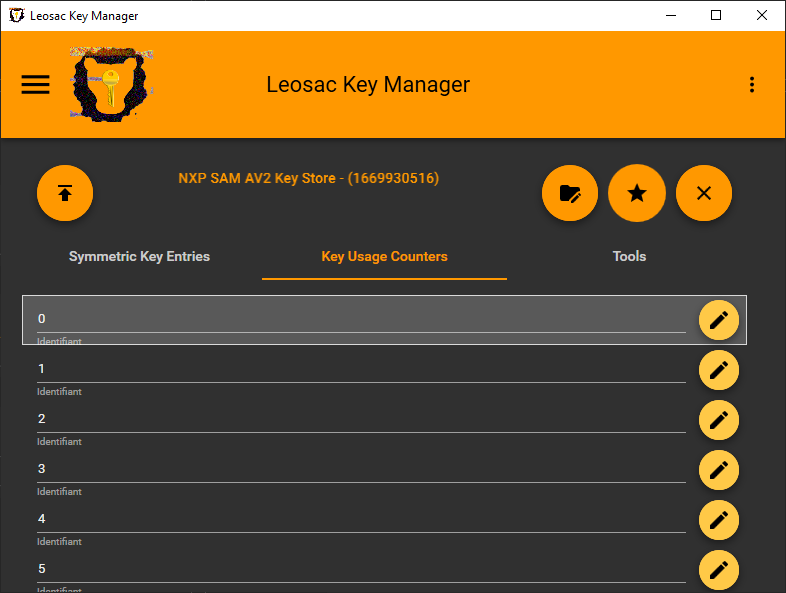 Leosac Key Manager
Leosac Key Manager
NXP SAM AV2 Key Store - (1669930516)
Symmetric Key Entries
Key Usage Counters
Tools
0
Identifiant
1
Identifiant
2
Identifiant
3
Identifiant
4
Identifiant
5
Identifiant